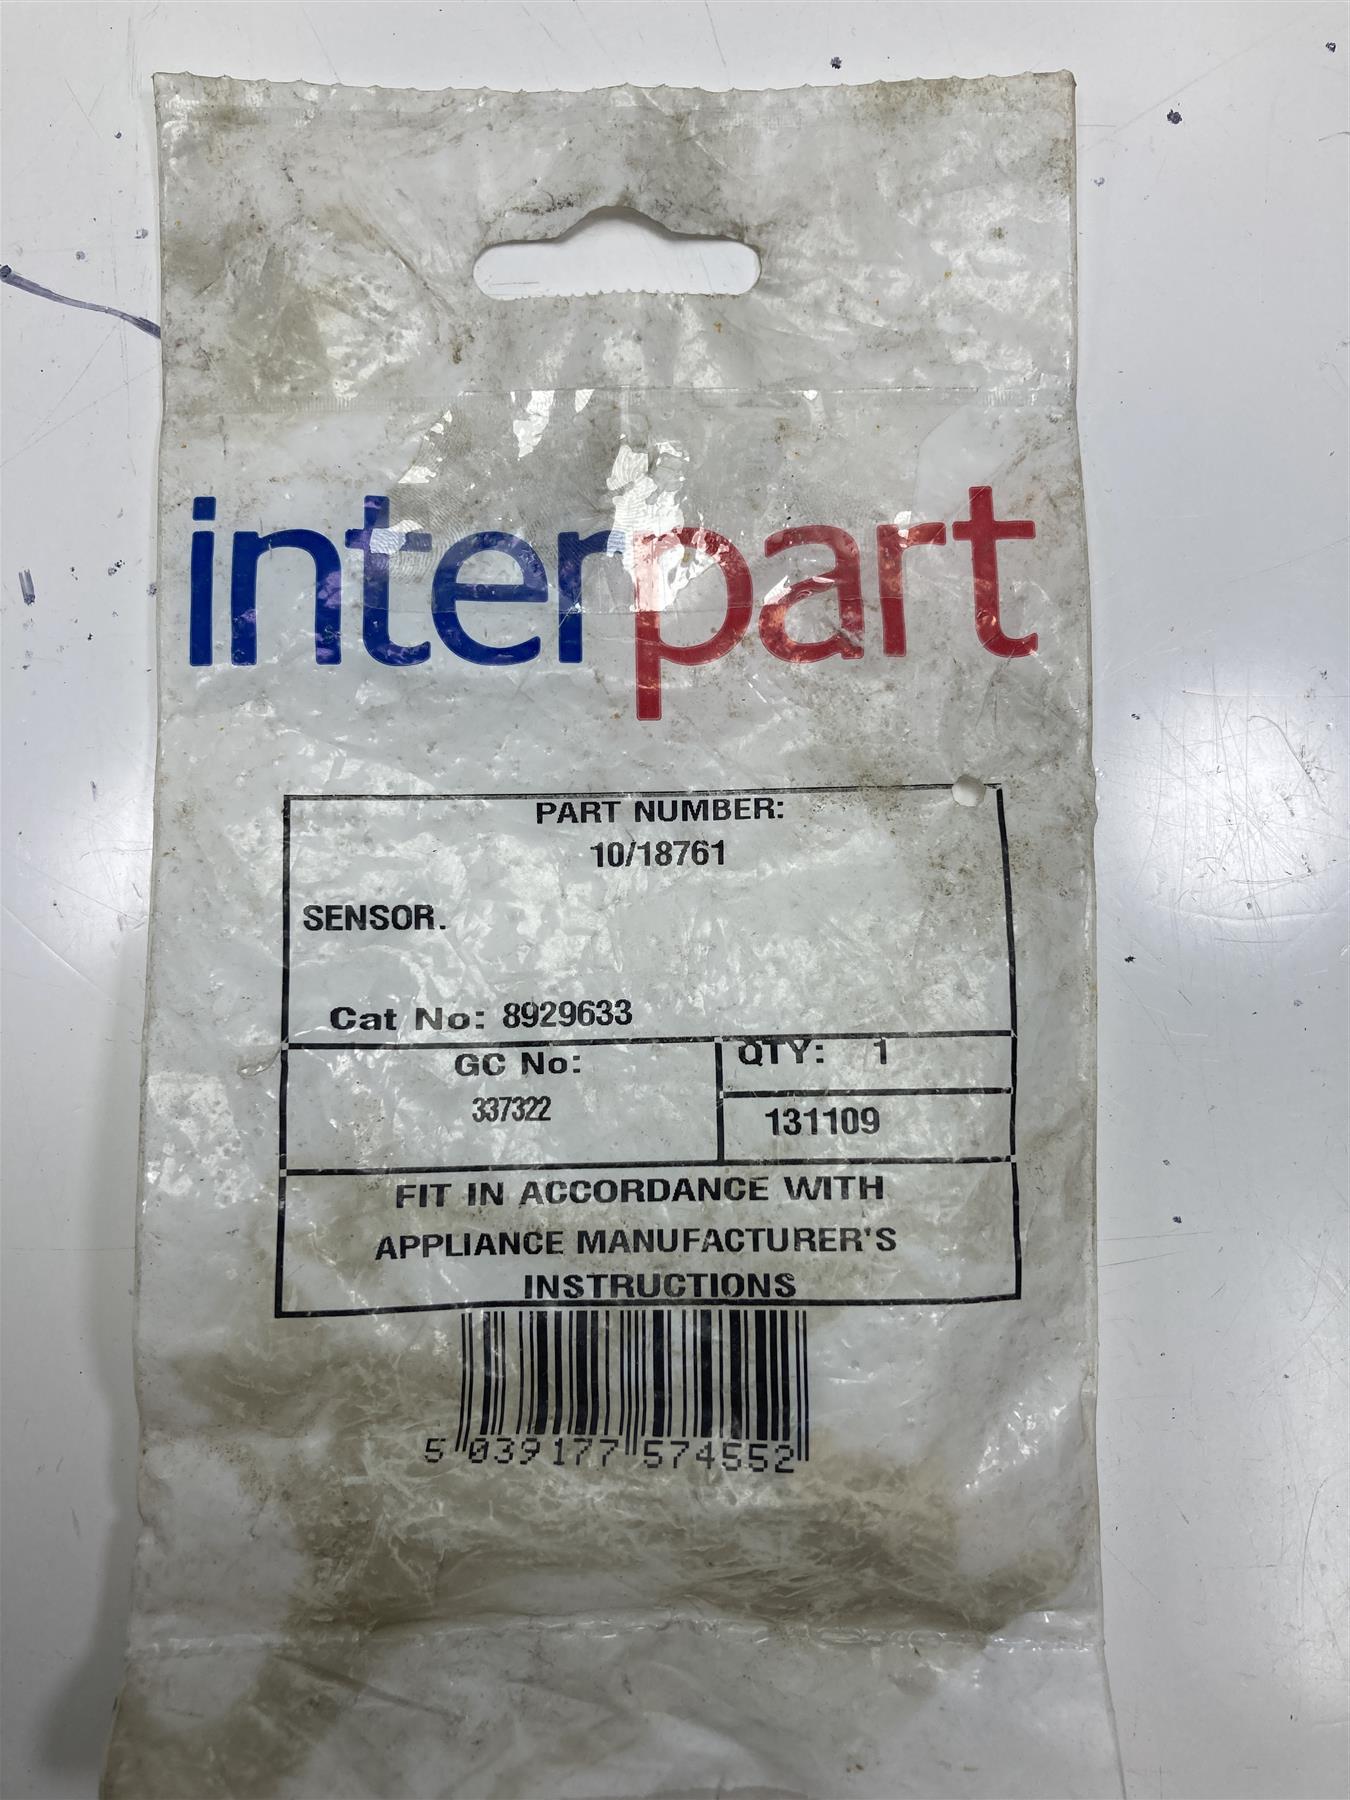 interpart
PART NUMBER:
10/18761
SENSOR.
Cat No: 8929633
GC No:
337322
QTY: 1
131109
FIT IN ACCORDANCE WITH
APPLIANCE MANUFACTURER'S
INSTRUCTIONS
5 039177 574552